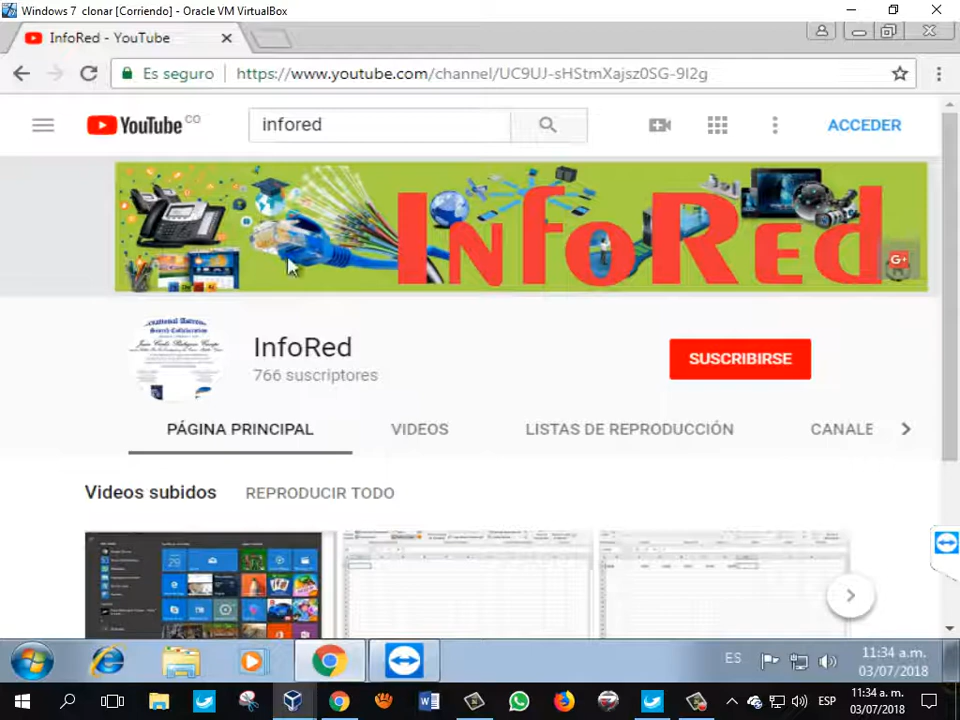 Windows 7 clonar [Corriendo] - Oracle VM VirtualBox
InfoRed - YouTube
Es seguro
https://www.youtube.com/channel/UC9UJ-sHStmXajsz0SG-9I2g
YouTube CO
infored
ACCEDER
InfoRed
G+
InfoRed
766 suscriptores
SUSCRIBIRSE
PÁGINA PRINCIPAL
VIDEOS
LISTAS DE REPRODUCCIÓN
CANALE
Videos subidos
REPRODUCIR TODO
ES
11:34 a.m.
03/07/2018
ESP
11:34 a. m.
03/07/2018